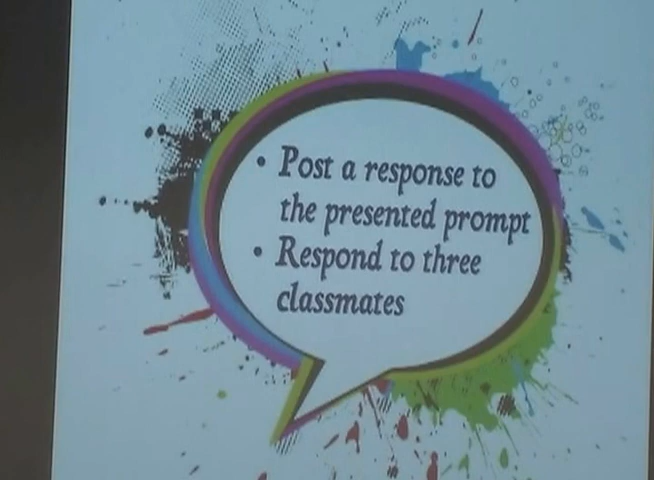 • Post a response to
the presented prompt
• Respond to three
classmates